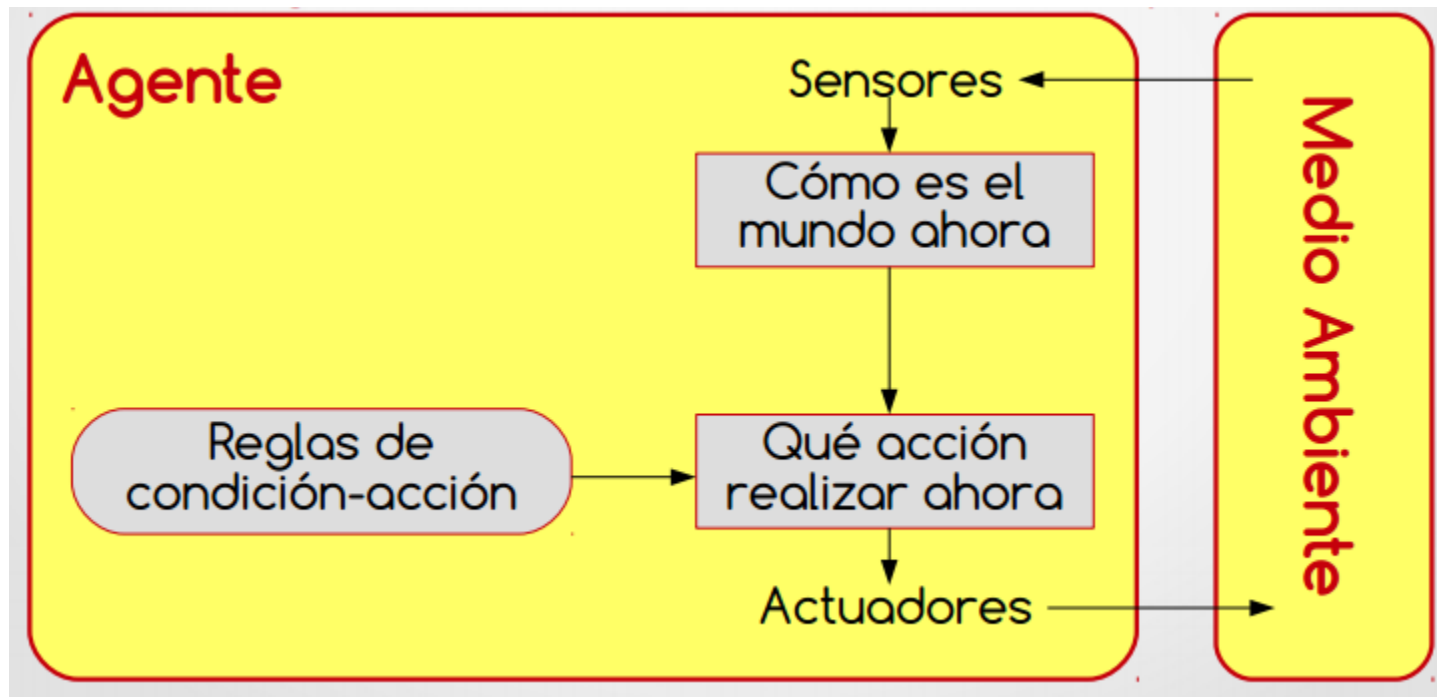 Agente
Sensores
Cómo es el
mundo ahora
Reglas de
condición-acción
Qué acción
realizar ahora
Actuadores
Medio Ambiente